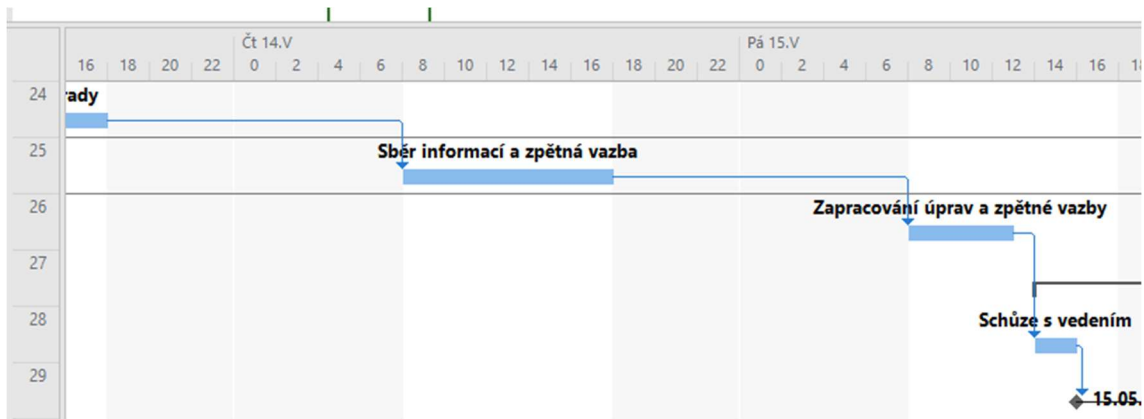 Čt 14.V Pá 15.V
16 18 20 22 0 2 4 6 8 10 12 14 16 18 20 22 0 2 4 6 8 10 12 14 16 18
24 rady
25 Sběr informací a zpětná vazba
26 Zapracování úprav a zpětné vazby
27
28 Schůze s vedením
29 15.05.